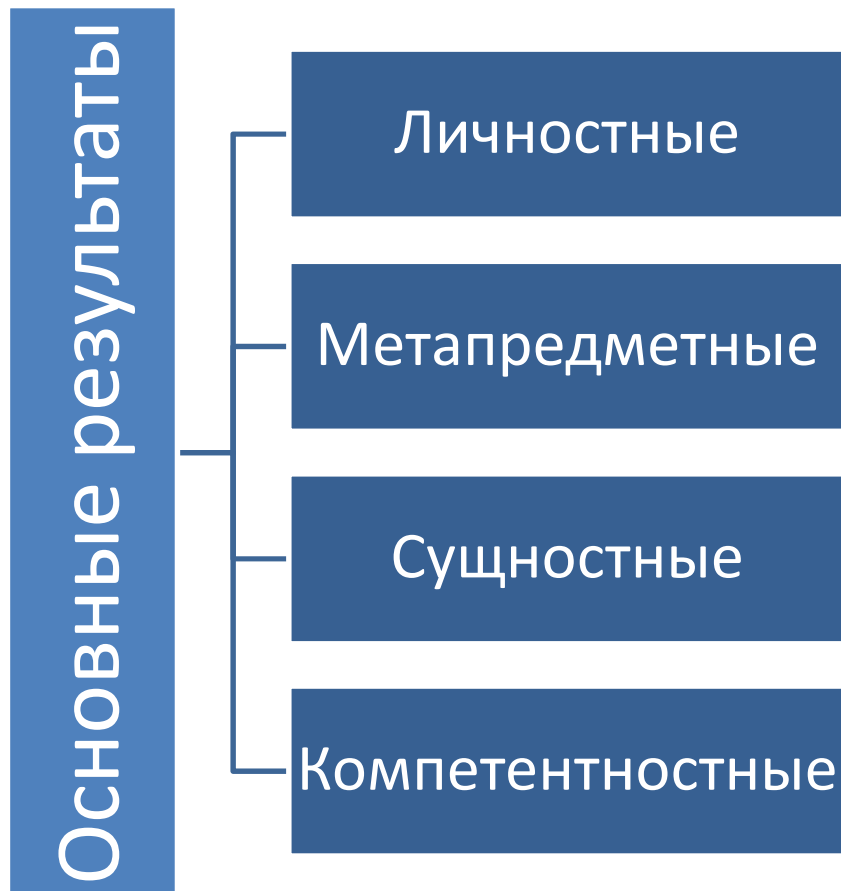 Основные результаты
Личностные
Метапредметные
Сущностные
Компетентностные